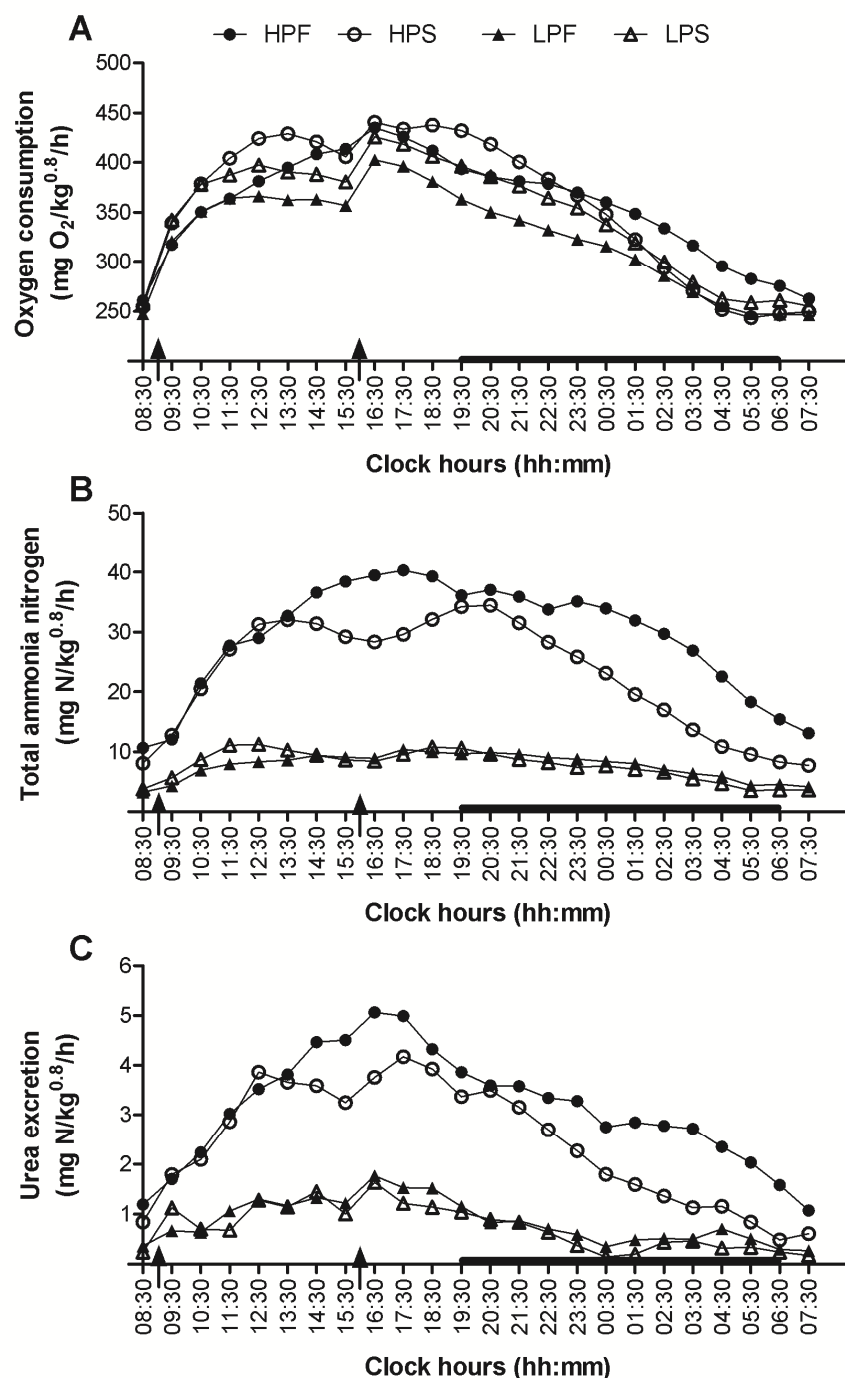 A
HPF HPS LPF LPS
Oxygen consumption
(mg O2/kg^0.8/h)
500
450
400
350
300
250
08:30 09:30 10:30 11:30 12:30 13:30 14:30 15:30 16:30 17:30 18:30 19:30 20:30 21:30 22:30 23:30 00:30 01:30 02:30 03:30 04:30 05:30 06:30 07:30
Clock hours (hh:mm)
B
Total ammonia nitrogen
(mg N/kg^0.8/h)
50
40
30
20
10
08:30 09:30 10:30 11:30 12:30 13:30 14:30 15:30 16:30 17:30 18:30 19:30 20:30 21:30 22:30 23:30 00:30 01:30 02:30 03:30 04:30 05:30 06:30 07:30
Clock hours (hh:mm)
C
Urea excretion
(mg N/kg^0.8/h)
6
5
4
3
2
1
08:30 09:30 10:30 11:30 12:30 13:30 14:30 15:30 16:30 17:30 18:30 19:30 20:30 21:30 22:30 23:30 00:30 01:30 02:30 03:30 04:30 05:30 06:30 07:30
Clock hours (hh:mm)